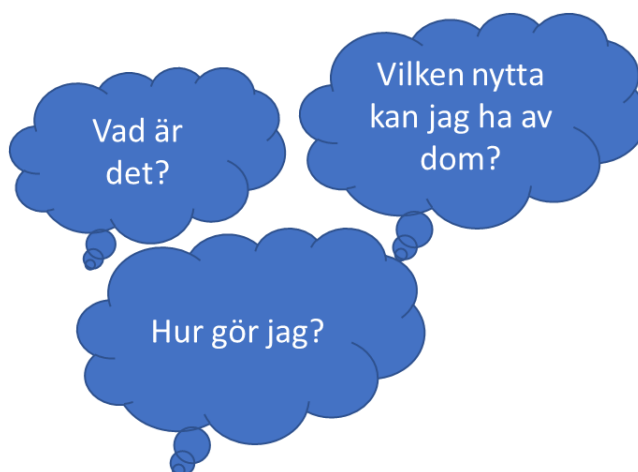 Vad är
det?
Vilken nytta
kan jag ha av
dom?
Hur gör jag?